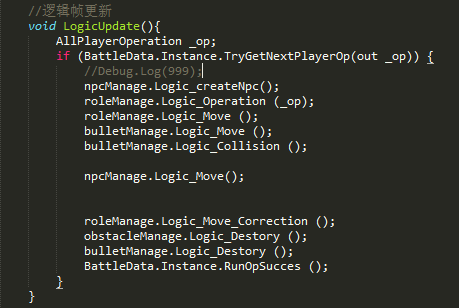 //逻辑帧更新
void LogicUpdate(){
AllPlayerOperation _op;
if (BattleData.Instance.TryGetNextPlayerOp(out _op)) {
//Debug.Log(999);
npcManage.Logic_createNpc();
roleManage.Logic_Operation (_op);
roleManage.Logic_Move ();
bulletManage.Logic_Move ();
bulletManage.Logic_Collision ();
npcManage.Logic_Move();
roleManage.Logic_Move_Correction ();
obstacleManage.Logic_Destory ();
bulletManage.Logic_Destory ();
BattleData.Instance.RunOpSucces ();
}
}